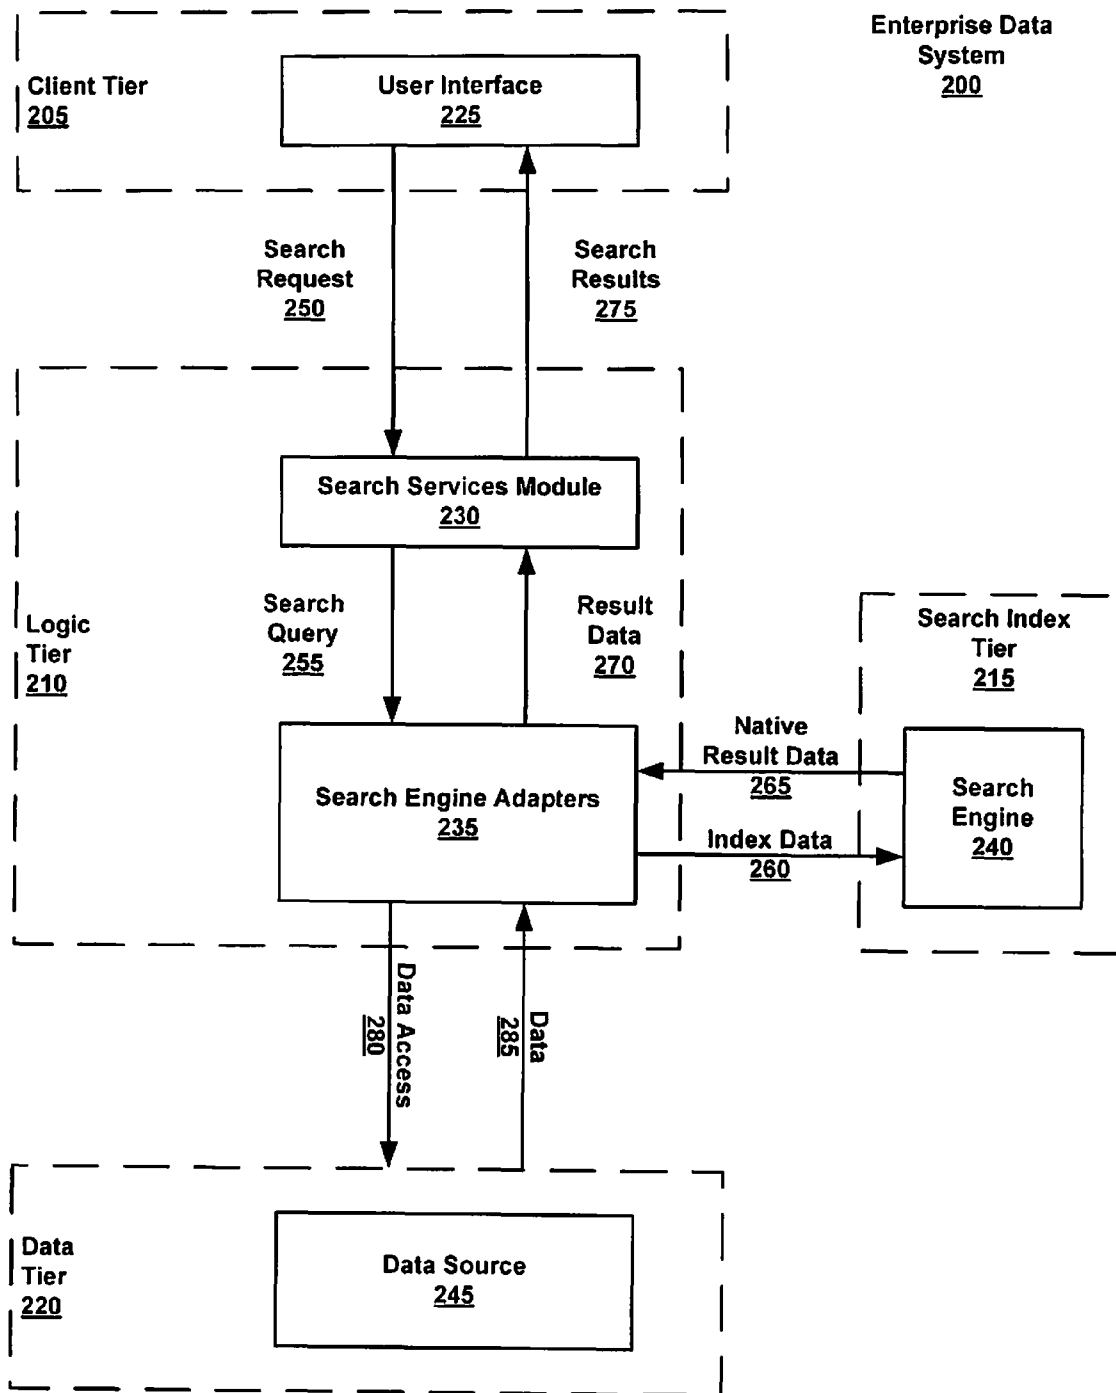 Enterprise Data
System
200
Client Tier
205
User Interface
225
Search
Request
250
Search
Results
275
Search Services Module
230
Logic
Tier
210
Search
Query
255
Result
Data
270
Search Index
Tier
215
Native
Result Data
265
Search Engine Adapters
235
Index Data
260
Search
Engine
240
Data Access
280
Data
285
Data
Tier
220
Data Source
245